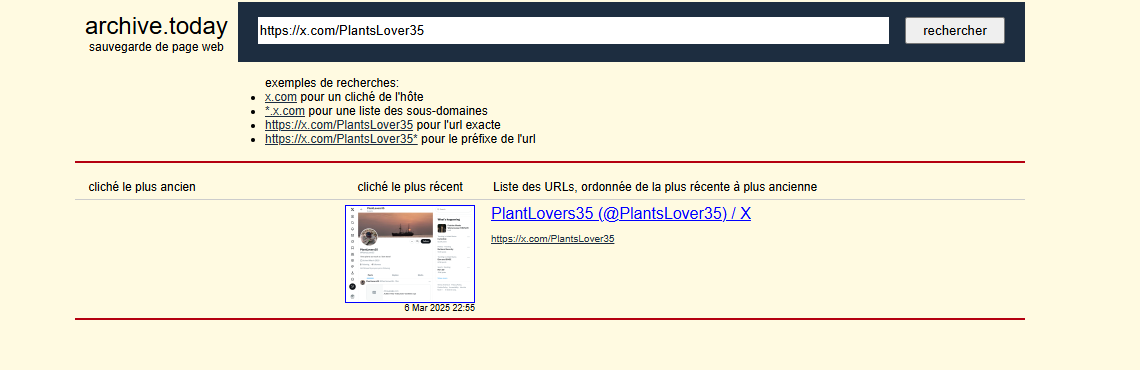 archive.today
sauvegarde de page web
https://x.com/PlantsLover35
rechercher
exemples de recherches:
x.com pour un cliché de l'hôte
*.x.com pour une liste des sous-domaines
https://x.com/PlantsLover35 pour l'url exacte
https://x.com/PlantsLover35* pour le préfixe de l'url
cliché le plus ancien
cliché le plus récent
Liste des URLs, ordonnée de la plus récente à plus ancienne
PlantLovers35 (@PlantsLover35) / X
https://x.com/PlantsLover35
6 Mar 2025 22:55